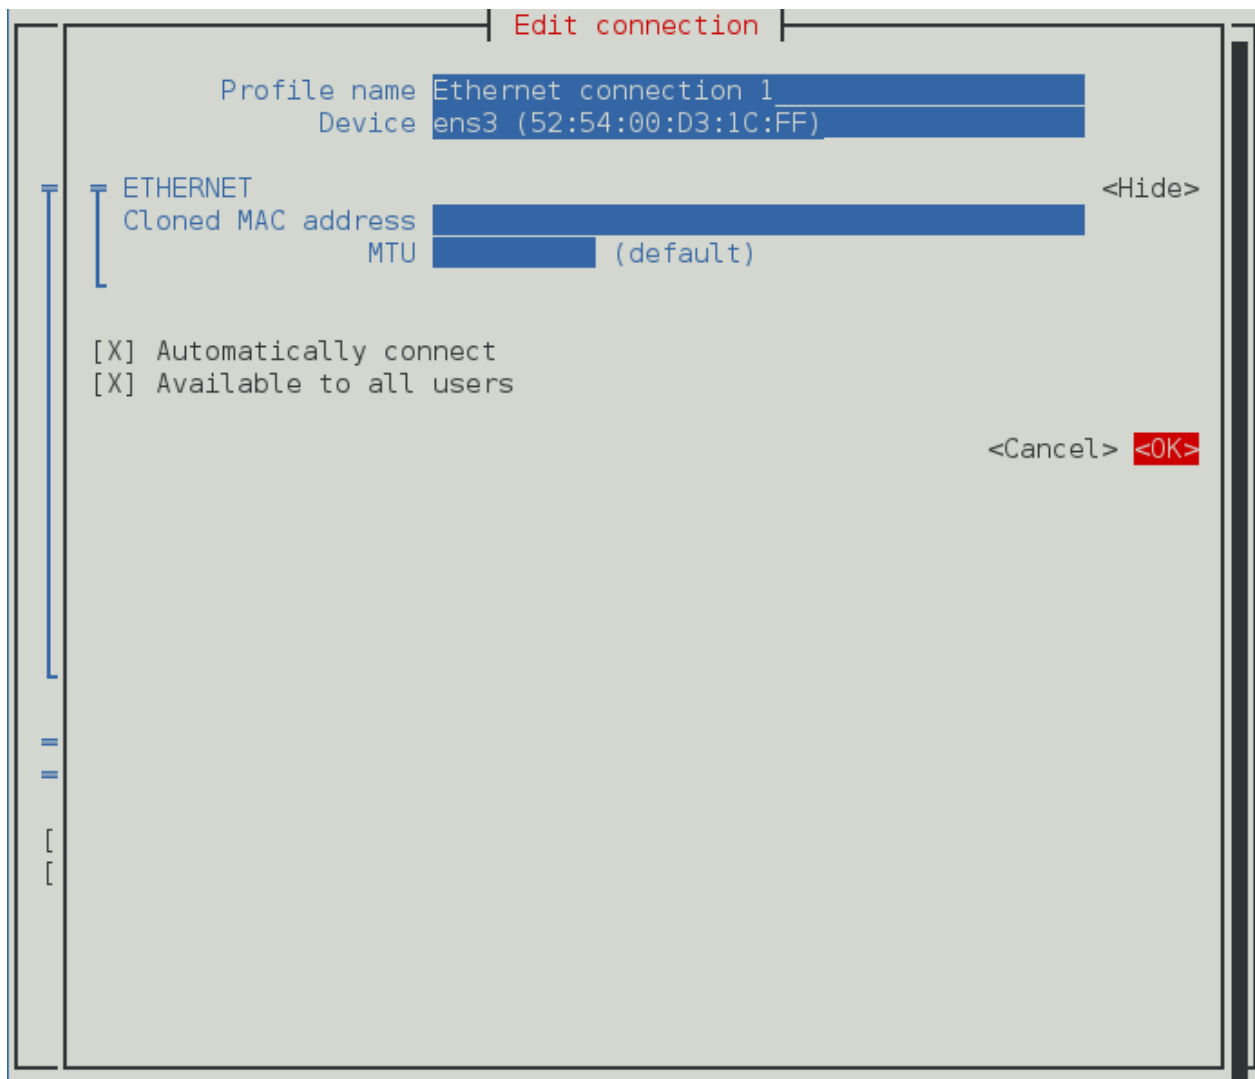 Edit connection
Profile name Ethernet connection 1
Device ens3 (52:54:00:D3:1C:FF)
ETHERNET <Hide>
Cloned MAC address
MTU (default)
[X] Automatically connect
[X] Available to all users
<Cancel> <OK>
[
[